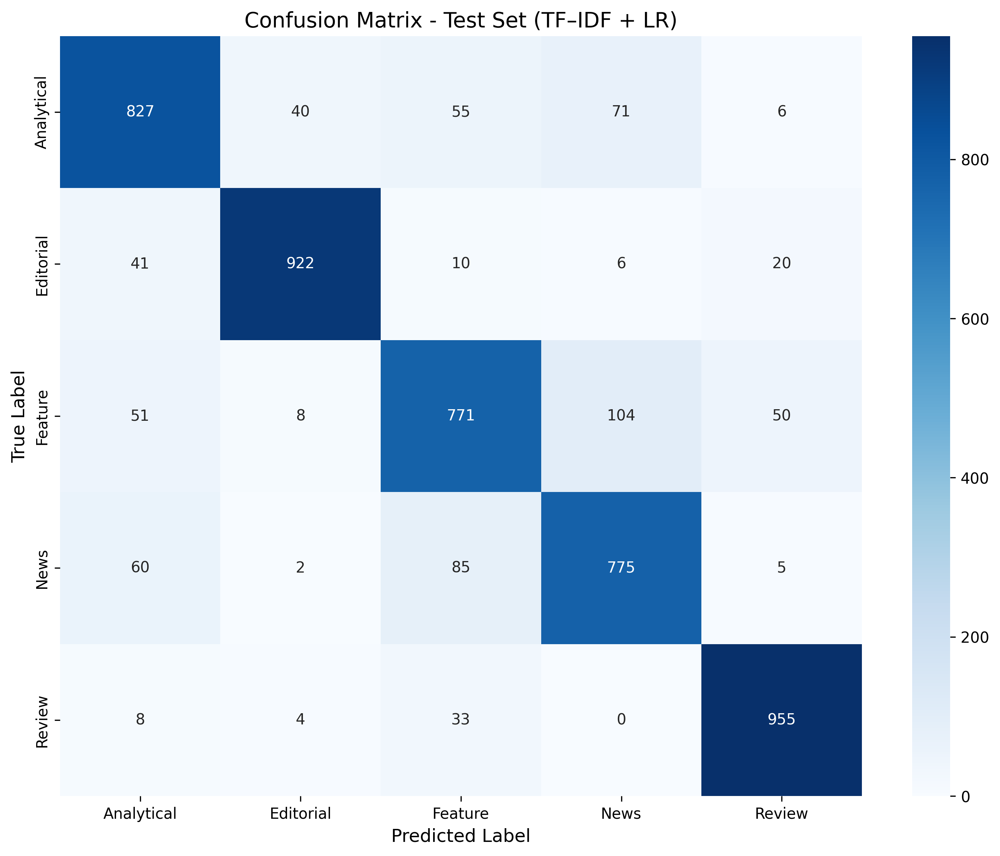 Confusion Matrix - Test Set (TF–IDF + LR)
True Label
Analytical 827 40 55 71 6
Editorial 41 922 10 6 20
Feature 51 8 771 104 50
News 60 2 85 775 5
Review 8 4 33 0 955
Analytical Editorial Feature News Review
Predicted Label
800
600
400
200
0